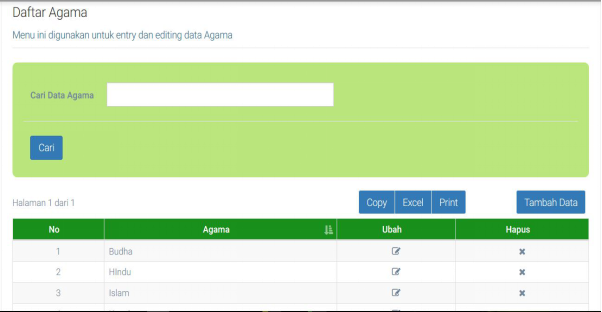 Daftar Agama
Menu ini digunakan untuk entry dan editing data Agama
Cari Data Agama
Cari
Halaman 1 dari 1 Copy Excel Print Tambah Data
No Agama Ubah Hapus
1 Budha
2 HIndu
3 Islam